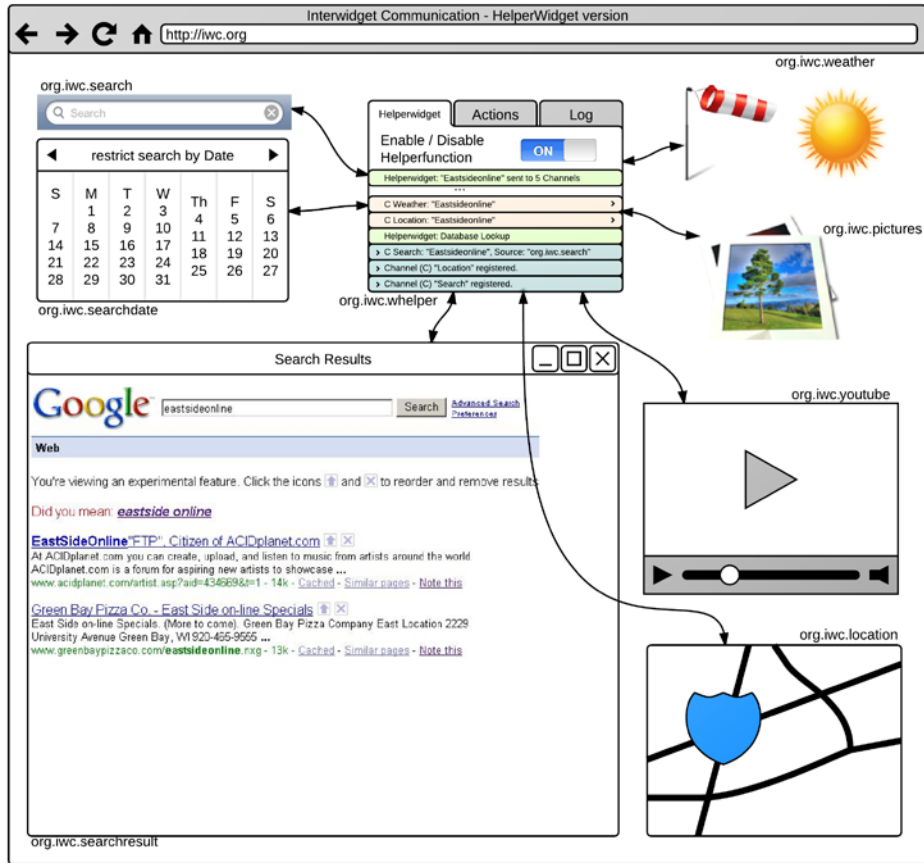 Interwidget Communication - HelperWidget version
http://iwc.org
org.iwc.search
Search
restrict search by Date
S M T W Th F S
1 2 3 4 5 6
7 8 9 10 11 12 13
14 15 16 17 18 19 20
21 22 23 24 25 26 27
28 29 30 31
org.iwc.searchdate
Helperwidget
Actions
Log
Enable / Disable
Helperfunction
ON
Helperwidget: "Eastsideonline" sent to 5 Channels
...
C Weather: "Eastsideonline"
C Location: "Eastsideonline"
Helperwidget: Database Lookup
C Search: "Eastsideonline", Source: "org.iwc.search"
Channel (C) "Location" registered.
Channel (C) "Search" registered.
org.iwc.whelper
org.iwc.weather
org.iwc.pictures
Search Results
Google
eastsideonline
Search
Advanced Search
Preferences
Web
You're viewing an experimental feature. Click the icons and to reorder and remove results
Did you mean: eastside online
EastSideOnline"FTP", Citizen of ACIDplanet.com
At ACIDplanet.com you can create, upload, and listen to music from artists around the world
ACIDplanet.com is a forum for aspiring new artists to showcase ...
www.acidplanet.com/artist.asp?aid=434669&t=1 - 14k - Cached - Similar pages - Note this
Green Bay Pizza Co. - East Side on-line Specials
East Side on-line Specials. (More to come). Green Bay Pizza Company East Location 2229
University Avenue Green Bay, WI 920-465-9555 ...
www.greenbaypizzaco.com/eastsideonline.nxg - 13k - Cached - Similar pages - Note this
org.iwc.searchresult
org.iwc.youtube
org.iwc.location